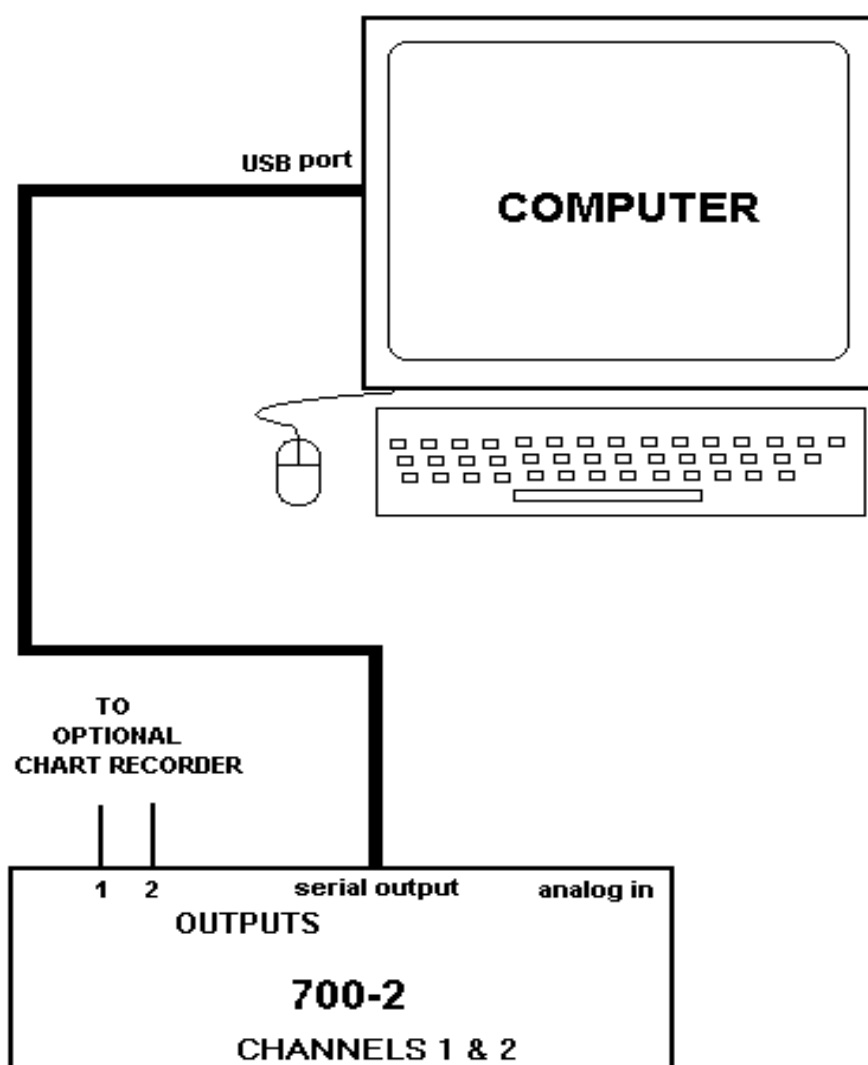 USB port
COMPUTER
TO
OPTIONAL
CHART RECORDER
1 2 serial output analog in
OUTPUTS
700-2
CHANNELS 1 & 2